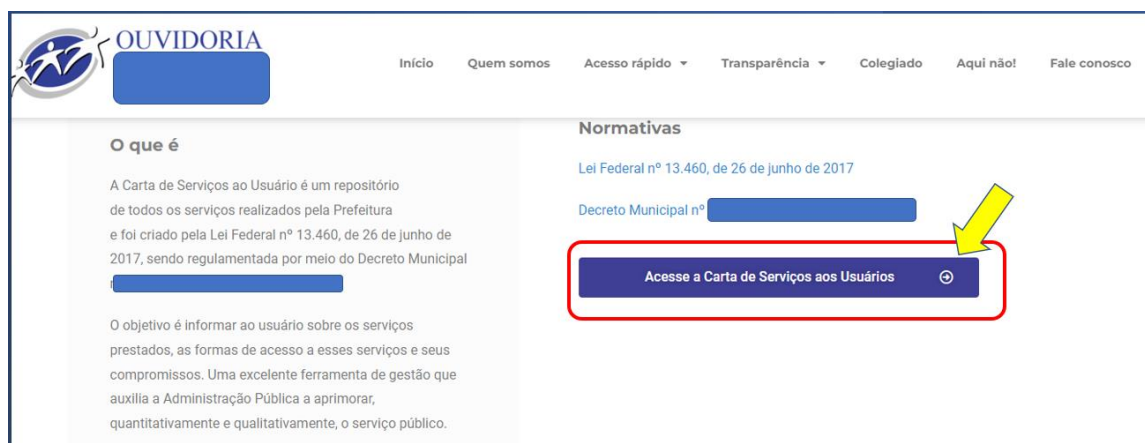 OUVIDORIA
Início Quem somos Acesso rápido Transparência Colegiado Aqui não! Fale conosco
O que é
A Carta de Serviços ao Usuário é um repositório
de todos os serviços realizados pela Prefeitura
e foi criado pela Lei Federal nº 13.460, de 26 de junho de
2017, sendo regulamentada por meio do Decreto Municipal
O objetivo é informar ao usuário sobre os serviços
prestados, as formas de acesso a esses serviços e seus
compromissos. Uma excelente ferramenta de gestão que
auxilia a Administração Pública a aprimorar,
quantitativamente e qualitativamente, o serviço público.
Normativas
Lei Federal nº 13.460, de 26 de junho de 2017
Decreto Municipal nº
Acesse a Carta de Serviços aos Usuários